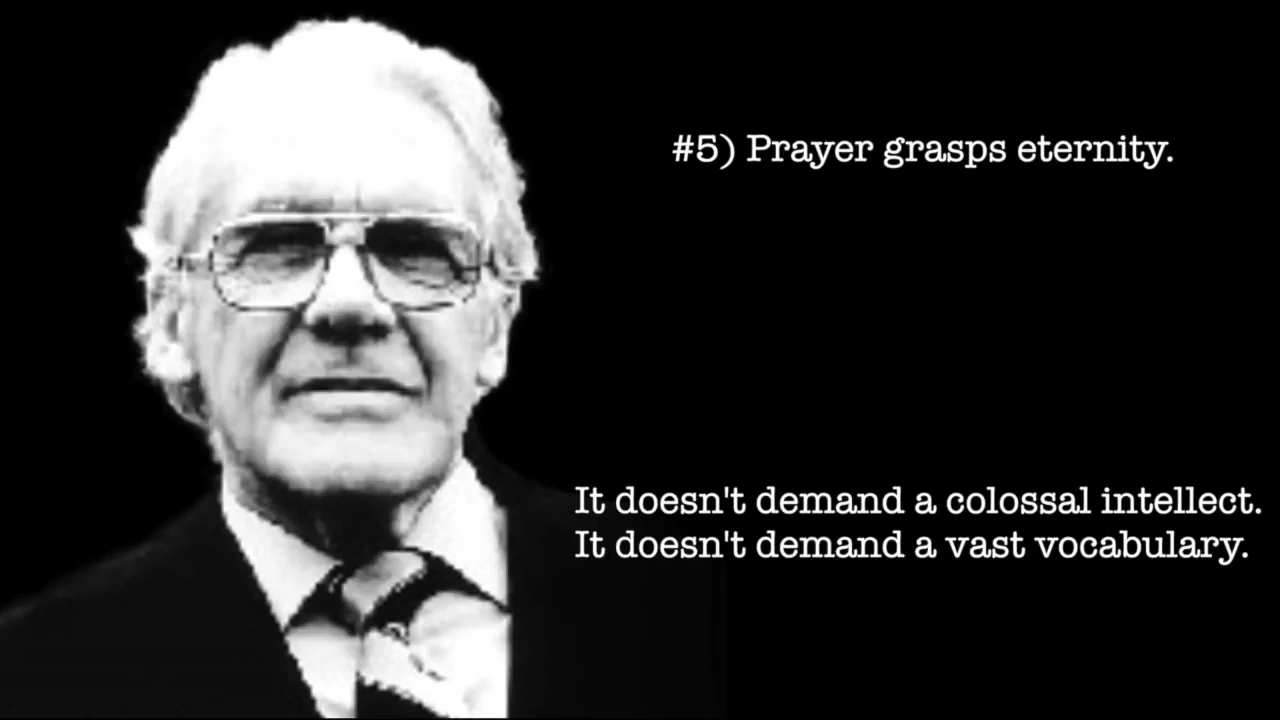 #5) Prayer grasps eternity.
It doesn't demand a colossal intellect.
It doesn't demand a vast vocabulary.